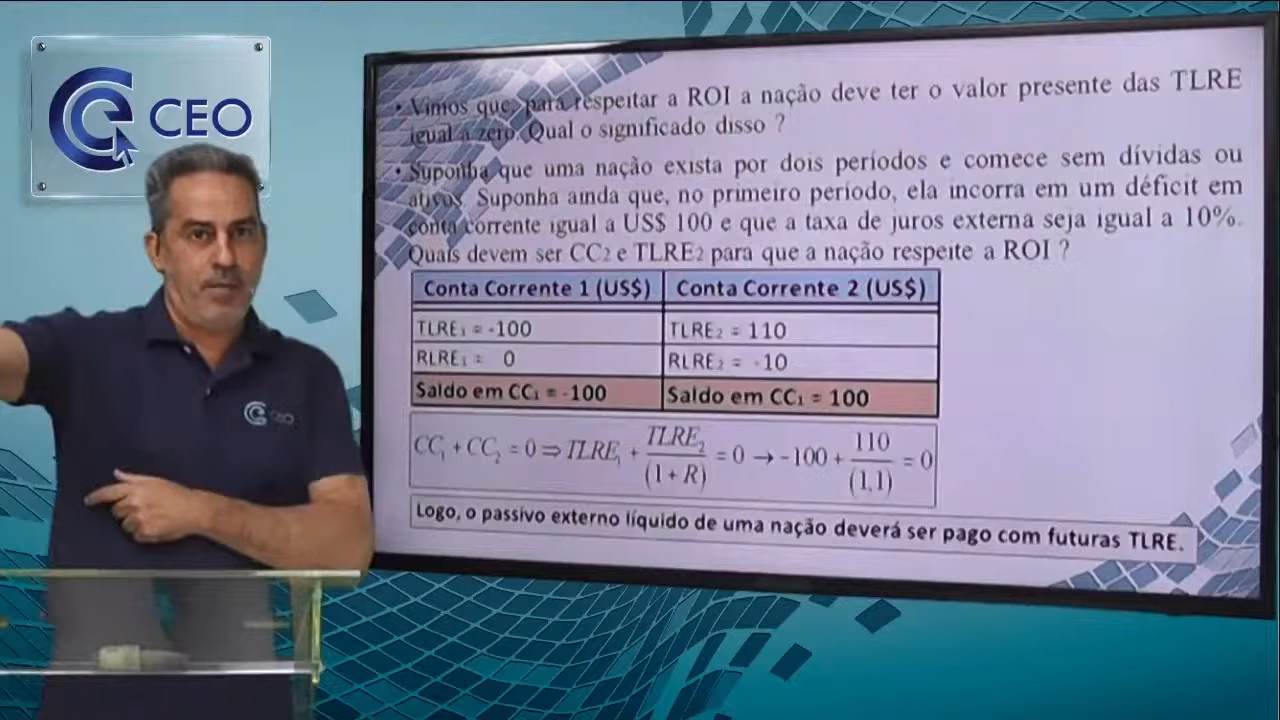 CEO
• Vimos que, para respeitar a ROI a nação deve ter o valor presente das TLRE
igual a zero. Qual o significado disso ?
• Suponha que uma nação exista por dois períodos e comece sem dívidas ou
ativos. Suponha ainda que, no primeiro período, ela incorra em um déficit em
conta corrente igual a US$ 100 e que a taxa de juros externa seja igual a 10%.
Quais devem ser CC2 e TLRE2 para que a nação respeite a ROI ?
Conta Corrente 1 (US$) Conta Corrente 2 (US$)
TLRE₁ = -100 TLRE₂ = 110
RLRE₁ = 0 RLRE₂ = -10
Saldo em CC₁ = -100 Saldo em CC₁ = 100
CC₁ + CC₂ = 0 ⇒ TLRE₁ + TLRE₂/(1 + R) = 0 → -100 + 110/(1,1) = 0
Logo, o passivo externo líquido de uma nação deverá ser pago com futuras TLRE.
CEO